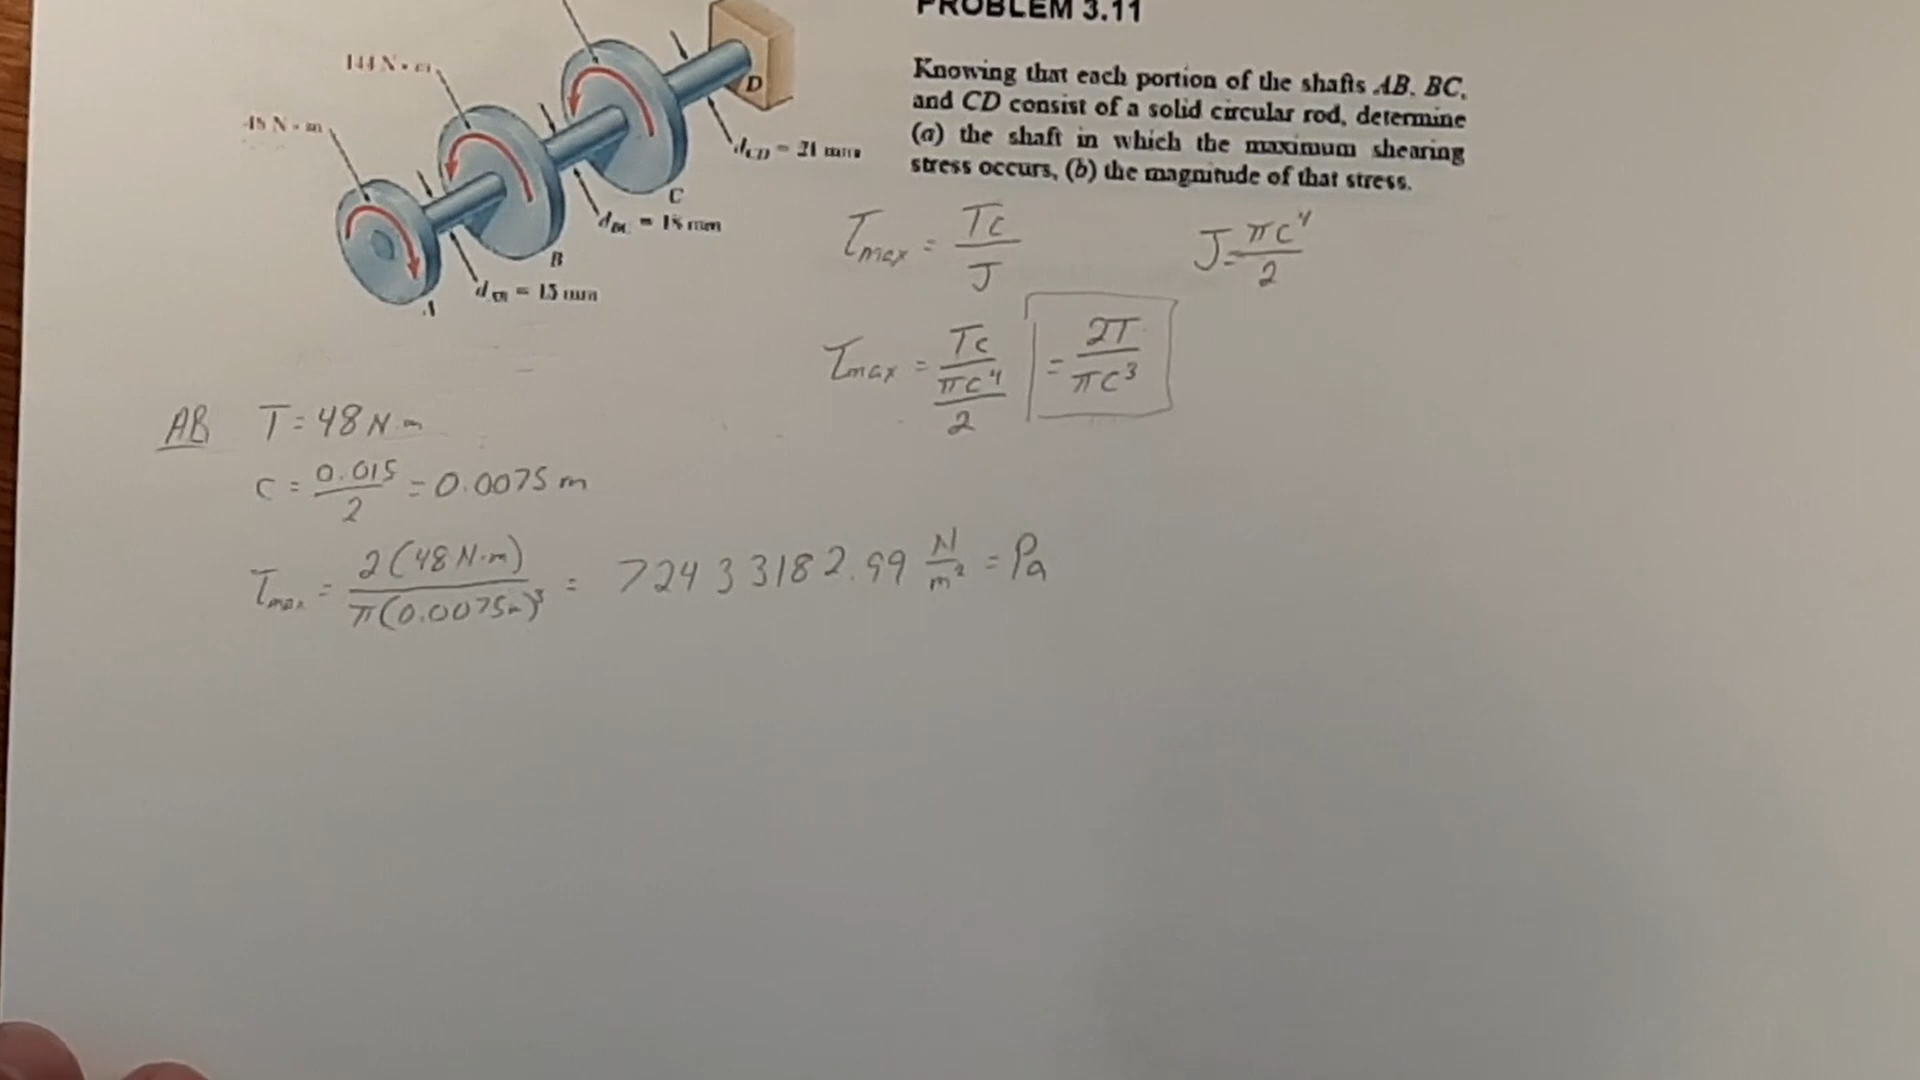 PROBLEM 3.11
Knowing that each portion of the shafts AB, BC,
and CD consist of a solid circular rod, determine
(a) the shaft in which the maximum shearing
stress occurs, (b) the magnitude of that stress.
144 N·m
48 N·m
D
d_CD = 21 mm
C
d_BC = 18 mm
B
d_AB = 15 mm
A
τmax = Tc/J
J = πc⁴/2
τmax = Tc/(πc⁴/2) = 2T/πc³
AB T = 48 N·m
c = 0.015/2 = 0.0075 m
τmax = 2(48 N·m)/π(0.0075m)³ = 72433182.99 N/m² = Pa